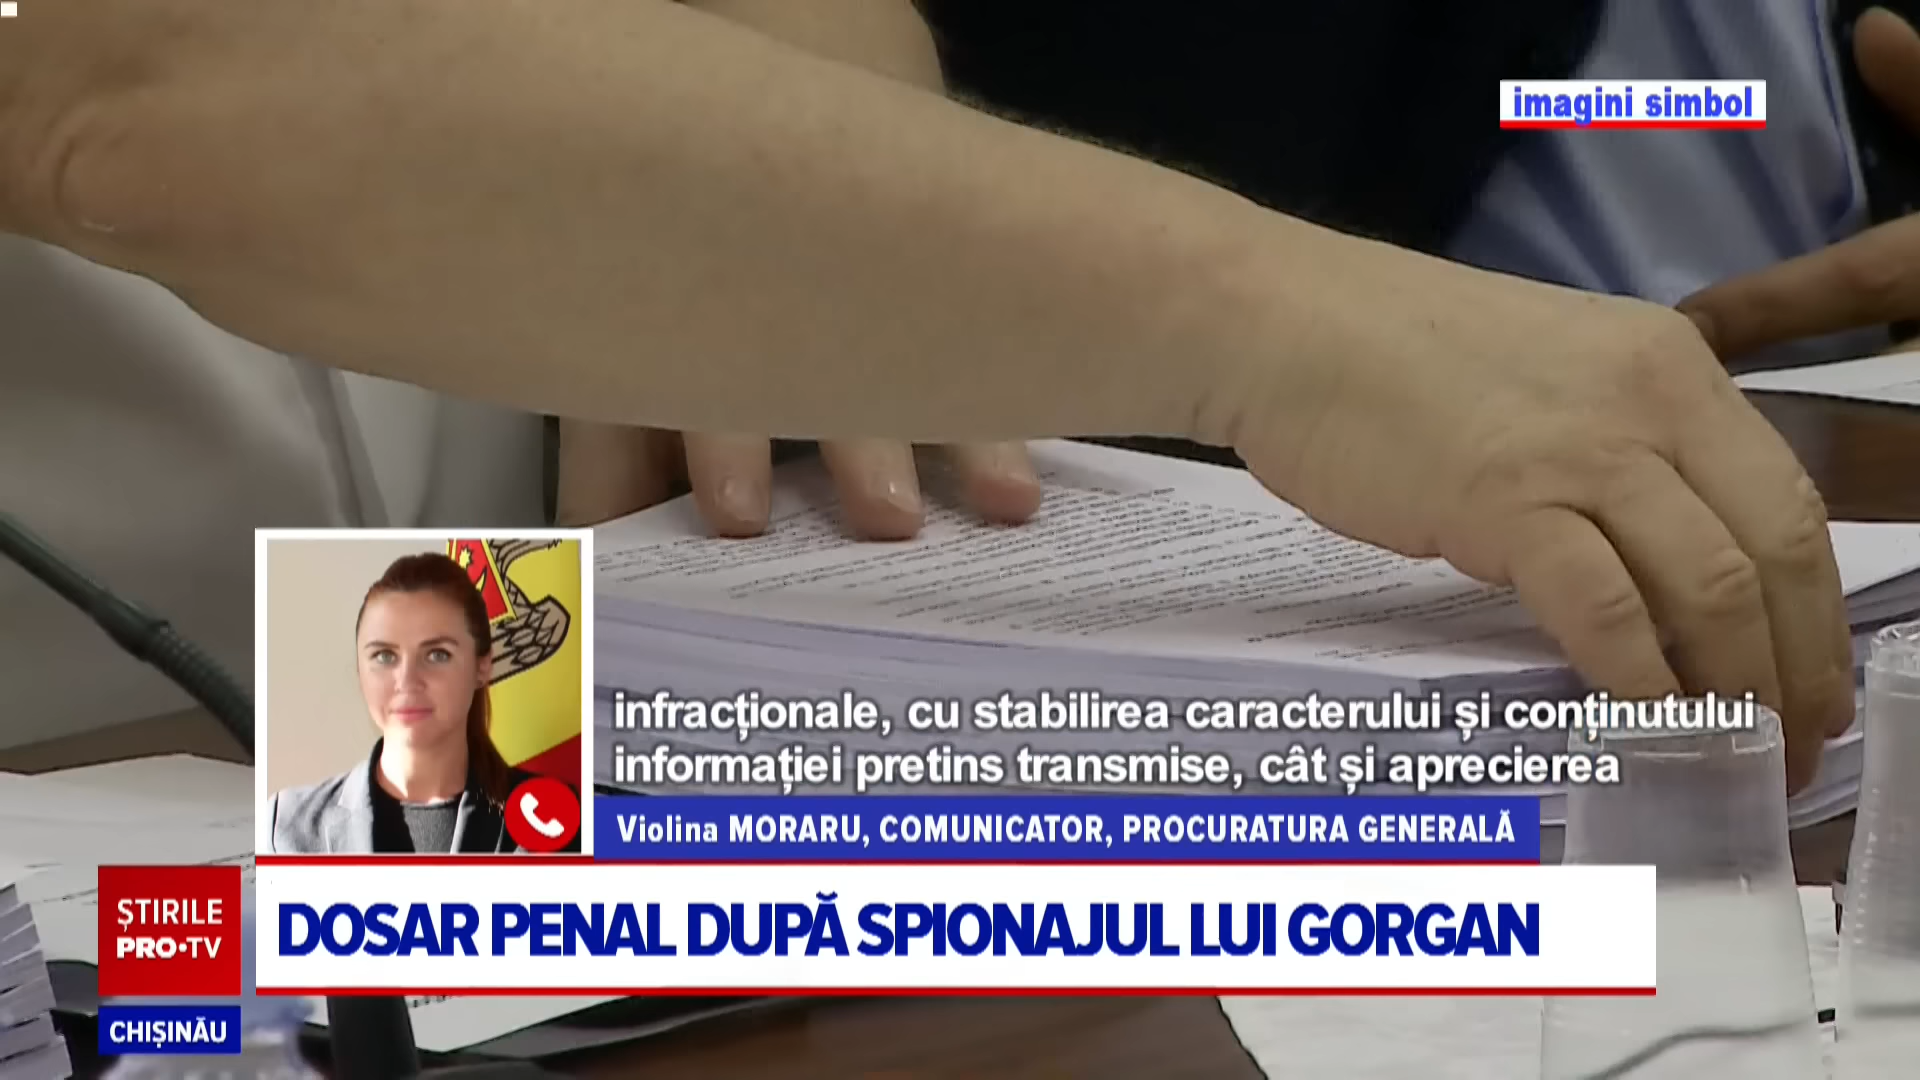 imagini simbol
infracționale, cu stabilirea caracterului și conținutului
informației pretins transmise, cât și aprecierea
Violina MORARU, COMUNICATOR, PROCURATURA GENERALĂ
ȘTIRILE
PRO•TV
DOSAR PENAL DUPĂ SPIONAJUL LUI GORGAN
CHIȘINĂU